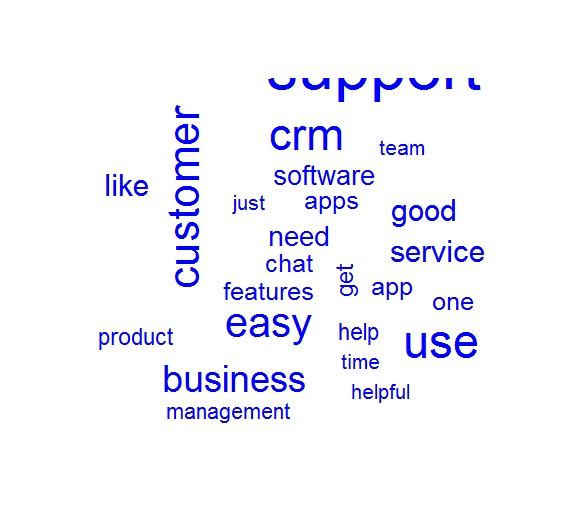 support
crm
team
customer
like
software
just
apps
good
need
service
chat
get
features
app
one
easy
help
use
product
time
business
helpful
management